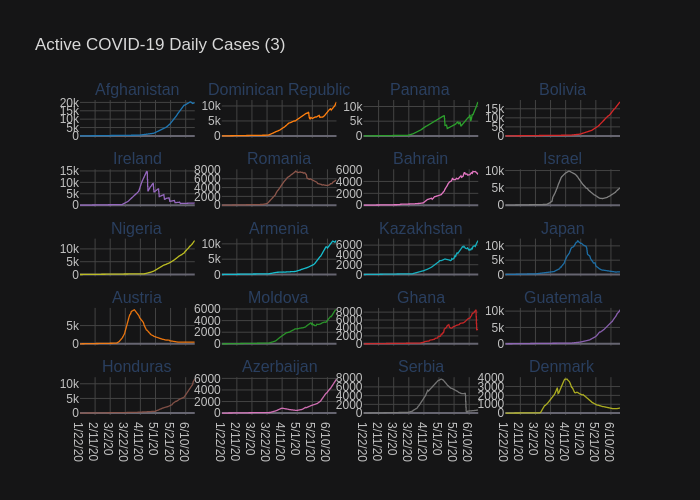 Active COVID-19 Daily Cases (3)
Afghanistan Dominican Republic Panama Bolivia
20k
15k
10k
5k
0
10k
5k
0
10k
5k
0
15k
10k
5k
0
Ireland Romania Bahrain Israel
15k
10k
5k
0
8000
6000
4000
2000
0
6000
4000
2000
0
10k
5k
0
Nigeria Armenia Kazakhstan Japan
10k
5k
0
10k
5k
0
6000
4000
2000
0
10k
5k
0
Austria Moldova Ghana Guatemala
5k
0
6000
4000
2000
0
8000
6000
4000
2000
0
10k
5k
0
Honduras Azerbaijan Serbia Denmark
10k
5k
0
6000
4000
2000
0
8000
6000
4000
2000
0
4000
3000
2000
1000
0
1/22/20 2/11/20 3/2/20 3/22/20 4/11/20 5/1/20 5/21/20 6/10/20
1/22/20 2/11/20 3/2/20 3/22/20 4/11/20 5/1/20 5/21/20 6/10/20
1/22/20 2/11/20 3/2/20 3/22/20 4/11/20 5/1/20 5/21/20 6/10/20
1/22/20 2/11/20 3/2/20 3/22/20 4/11/20 5/1/20 5/21/20 6/10/20